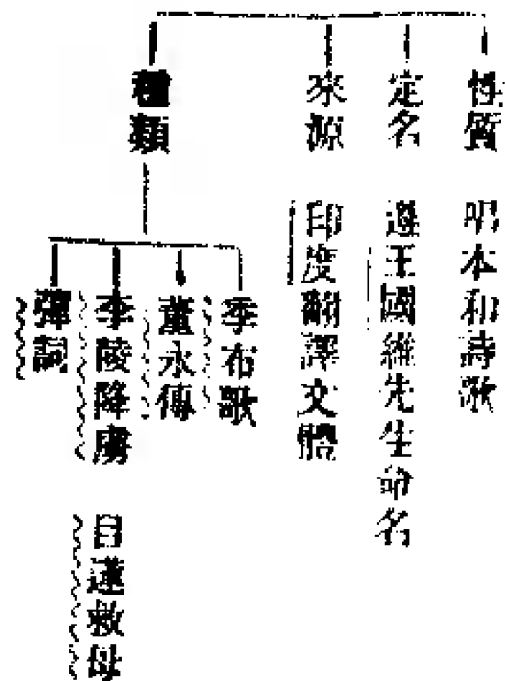 性質 唱本和詩歌
定名 遵王國維先生命名
來源 印度翻譯文體
種類
季布歌
董永傳
李陵降虜 目蓮救母
彈詞